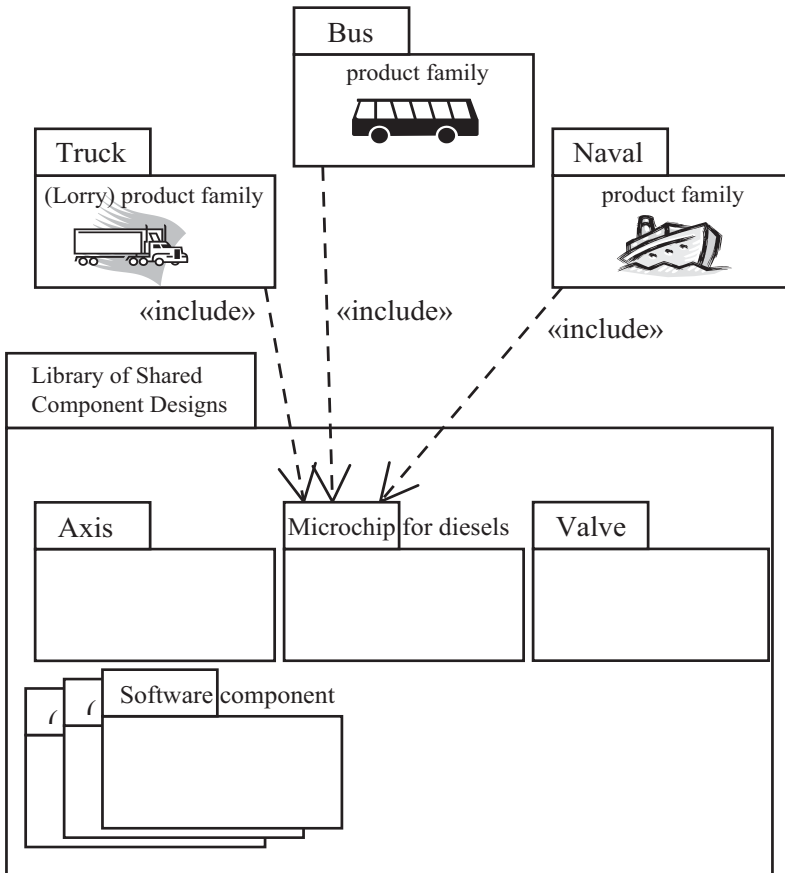 Bus
product family
Truck
(Lorry) product family
Naval
product family
«include»
«include»
«include»
Library of Shared
Component Designs
Axis
Microchip for diesels
Valve
Software component